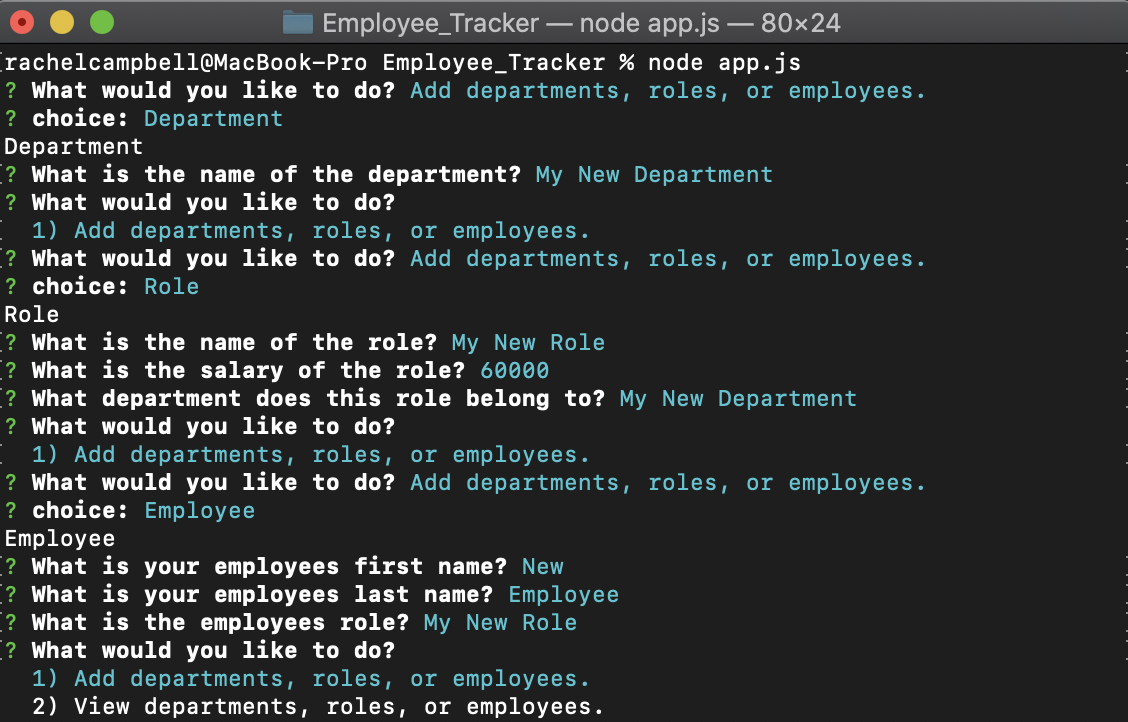 Employee_Tracker — node app.js — 80×24
rachelcampbell@MacBook-Pro Employee_Tracker % node app.js
? What would you like to do? Add departments, roles, or employees.
? choice: Department
Department
? What is the name of the department? My New Department
? What would you like to do?
  1) Add departments, roles, or employees.
? What would you like to do? Add departments, roles, or employees.
? choice: Role
Role
? What is the name of the role? My New Role
? What is the salary of the role? 60000
? What department does this role belong to? My New Department
? What would you like to do?
  1) Add departments, roles, or employees.
? What would you like to do? Add departments, roles, or employees.
? choice: Employee
Employee
? What is your employees first name? New
? What is your employees last name? Employee
? What is the employees role? My New Role
? What would you like to do?
  1) Add departments, roles, or employees.
  2) View departments, roles, or employees.